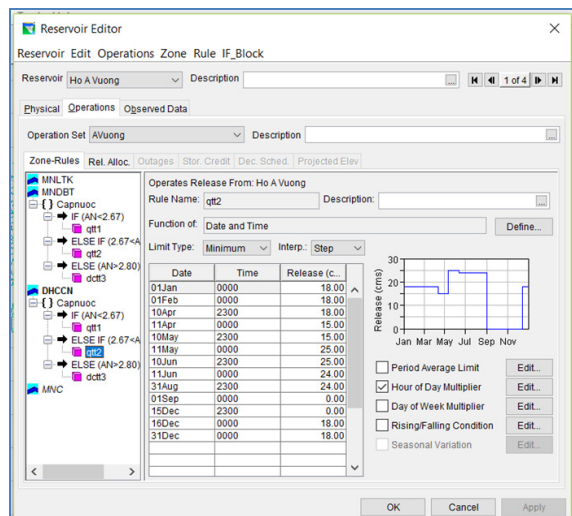 Reservoir Editor
Reservoir Edit Operations Zone Rule IF_Block
Reservoir Ho A Vuong Description ... 1 of 4
Physical Operations Observed Data
Operation Set AVuong Description ...
Zone-Rules Rel. Alloc. Outages Stor. Credit Dec. Sched. Projected Elev
MNLTK
MNDBT
{ } Capnuoc
IF (AN<2.67)
qtt1
ELSE IF (2.67<A
qtt2
ELSE (AN>2.80)
dctt3
DHCCN
{ } Capnuoc
IF (AN<2.67)
qtt1
ELSE IF (2.67<A
qtt2
ELSE (AN>2.80)
dctt3
MNC
Operates Release From: Ho A Vuong
Rule Name: qtt2 Description: ...
Function of: Date and Time Define...
Limit Type: Minimum Interp.: Step
Date Time Release (c...
01Jan 0000 18.00
01Feb 0000 18.00
10Apr 2300 18.00
11Apr 0000 15.00
10May 2300 15.00
11May 0000 25.00
10Jun 2300 25.00
11Jun 0000 24.00
31Aug 2300 24.00
01Sep 0000 0.00
15Dec 2300 0.00
16Dec 0000 18.00
31Dec 0000 18.00
Release (cms)
30
20
10
0
Jan Mar May Jul Sep Nov
Period Average Limit Edit...
Hour of Day Multiplier Edit...
Day of Week Multiplier Edit...
Rising/Falling Condition Edit...
Seasonal Variation Edit...
OK Cancel Apply